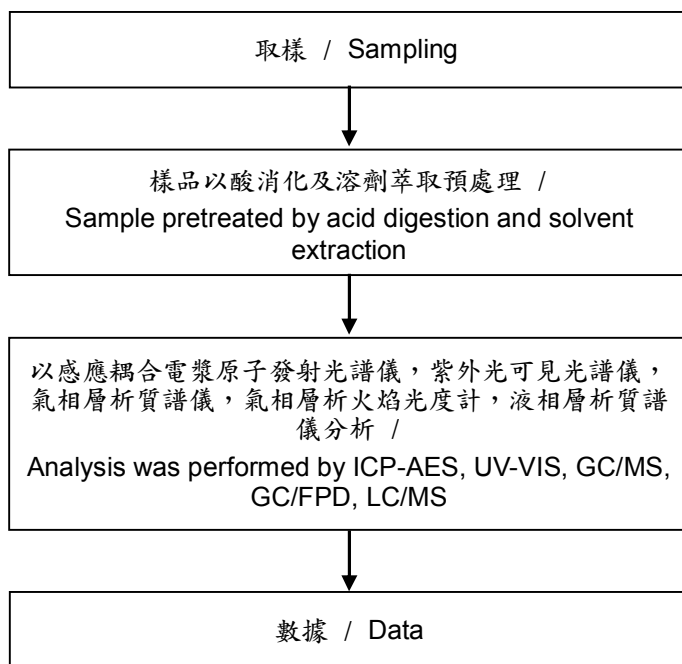 取樣 / Sampling
樣品以酸消化及溶劑萃取預處理 /
Sample pretreated by acid digestion and solvent
extraction
以感應耦合電漿原子發射光譜儀，紫外光可見光譜儀，
氣相層析質譜儀，氣相層析火焰光度計，液相層析質譜
儀分析 /
Analysis was performed by ICP-AES, UV-VIS, GC/MS,
GC/FPD, LC/MS
數據 / Data